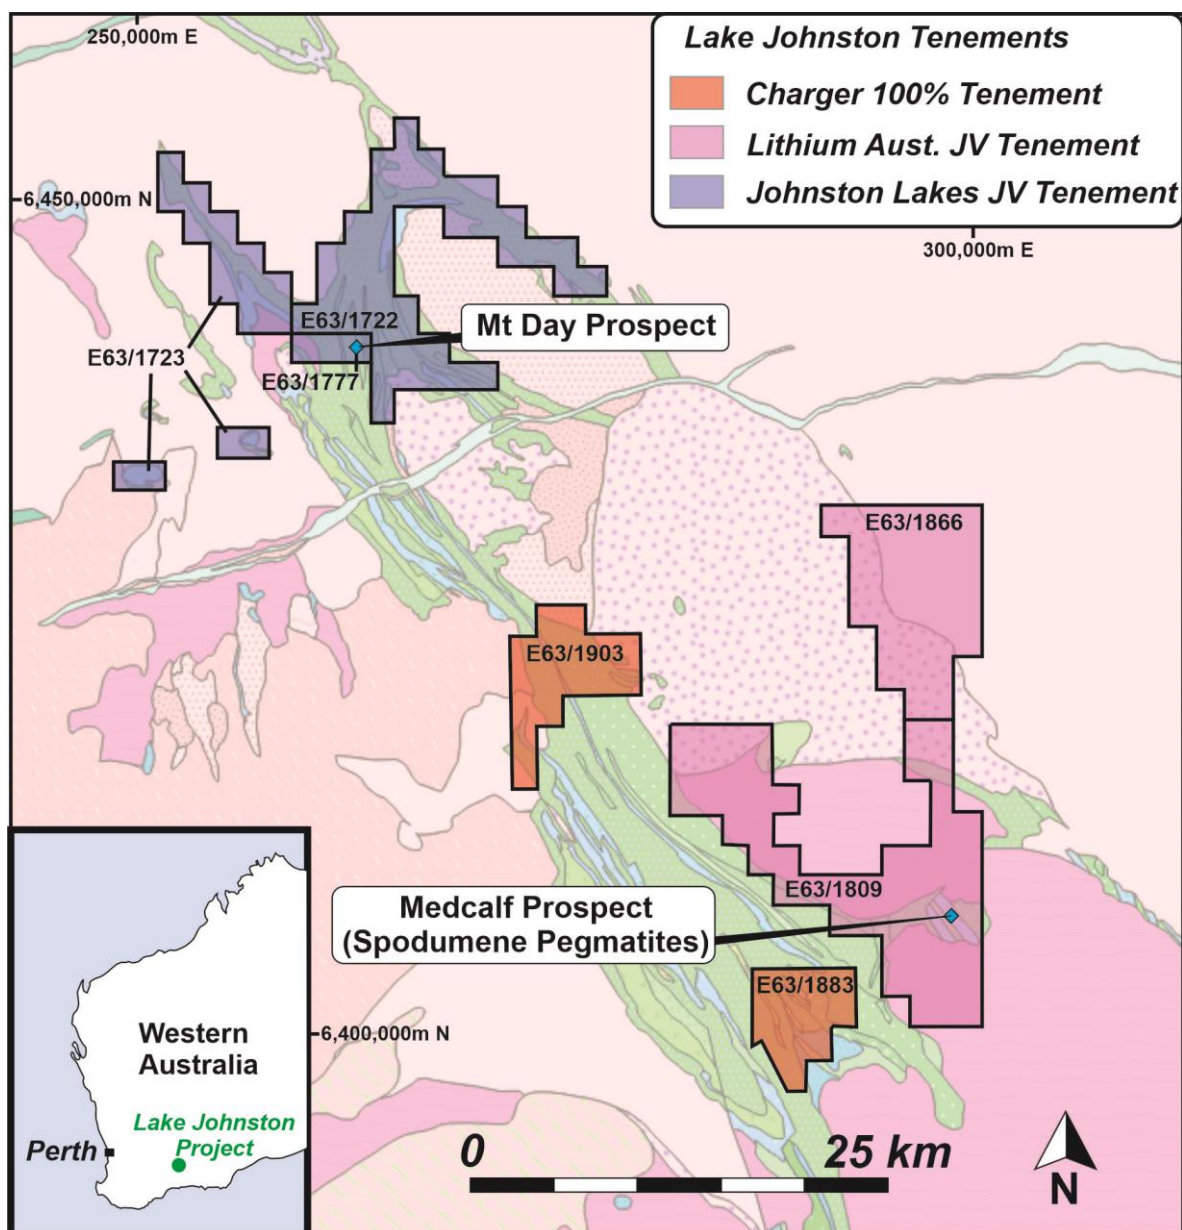 250,000m E
Lake Johnston Tenements
Charger 100% Tenement
Lithium Aust. JV Tenement
Johnston Lakes JV Tenement
6,450,000m N
300,000m E
E63/1722
Mt Day Prospect
E63/1723
E63/1777
E63/1866
E63/1903
E63/1809
Medcalf Prospect
(Spodumene Pegmatites)
E63/1883
6,400,000m N
Western
Australia
Lake Johnston
Project
Perth
0
25 km
N